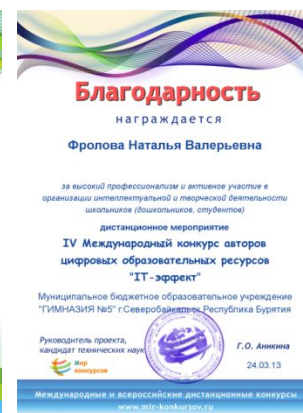 Благодарность
награждается
Фролова Наталья Валерьевна
за высокий профессионализм и активное участие в
организации интеллектуальной и творческой деятельности
школьников (дошкольников, студентов)
дистанционное мероприятие
IV Международный конкурс авторов
цифровых образовательных ресурсов
"IT-эффект"
Муниципальное бюджетное образовательное учреждение
"ГИМНАЗИЯ №5" г.Северобайкальск Республика Бурятия
Руководитель проекта,
кандидат технических наук
Г.О. Аникина
Мир
конкурсов
24.03.13
Международные и всероссийские дистанционные конкурсы
www.mir-konkursov.ru